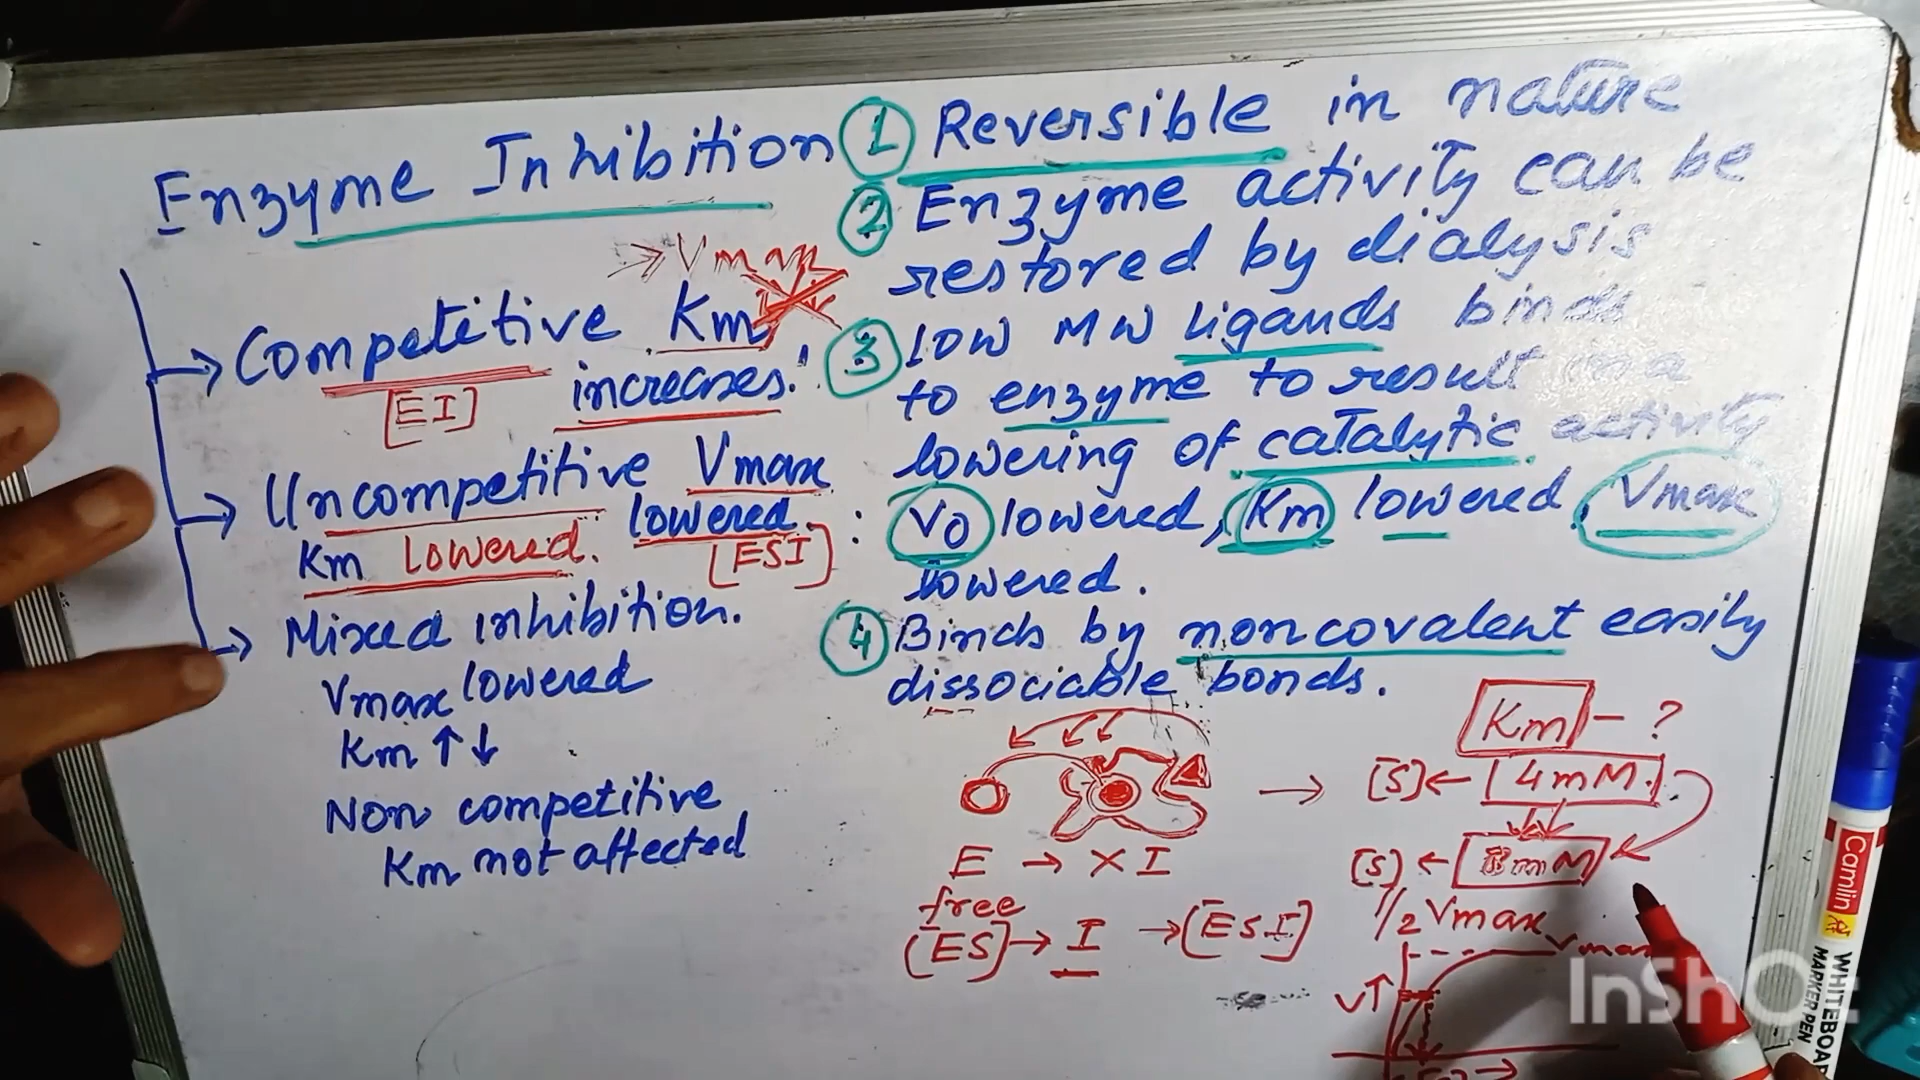 Enzyme Inhibition
Competitive Km
increases.
[EI]
Uncompetitive Vmax
Km lowered. lowered.
[ESI]
Mixed inhibition.
Vmax lowered
Km ↑↓
Non competitive
Km not affected
① Reversible in nature
② Enzyme activity can be
restored by dialysis
③ low MW ligands binds
to enzyme to result in a
lowering of catalytic activity
: Vo lowered, Km lowered, Vmax
lowered.
④ Binds by noncovalent easily
dissociable bonds.
Km - ?
[S] ← 4mM.
[S] ←
1/2 Vmax
E → X I
free
[ES] → I → [ESI]
Vmax
V↑
InShOt
Camlin
WHITEBOARD
MARKER PEN